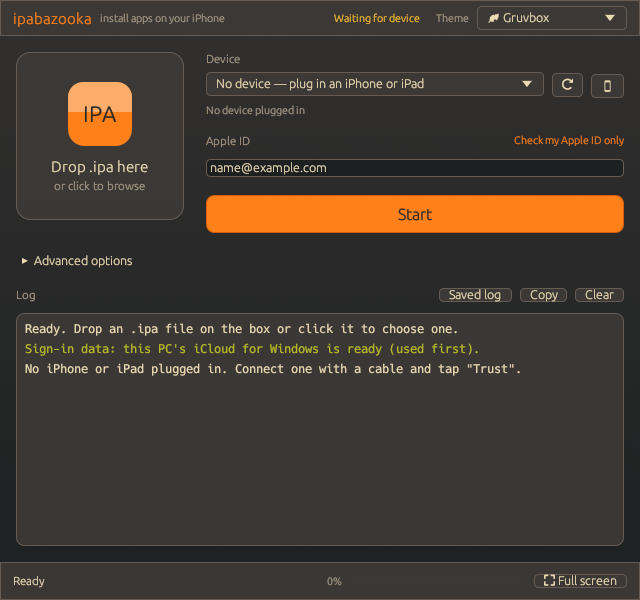 ipabazooka install apps on your iPhone Waiting for device Theme Gruvbox
Device
No device — plug in an iPhone or iPad
No device plugged in
IPA
Drop .ipa here
or click to browse
Apple ID Check my Apple ID only
name@example.com
Start
Advanced options
Log Saved log Copy Clear
Ready. Drop an .ipa file on the box or click it to choose one.
Sign-in data: this PC's iCloud for Windows is ready (used first).
No iPhone or iPad plugged in. Connect one with a cable and tap "Trust".
Ready 0% Full screen